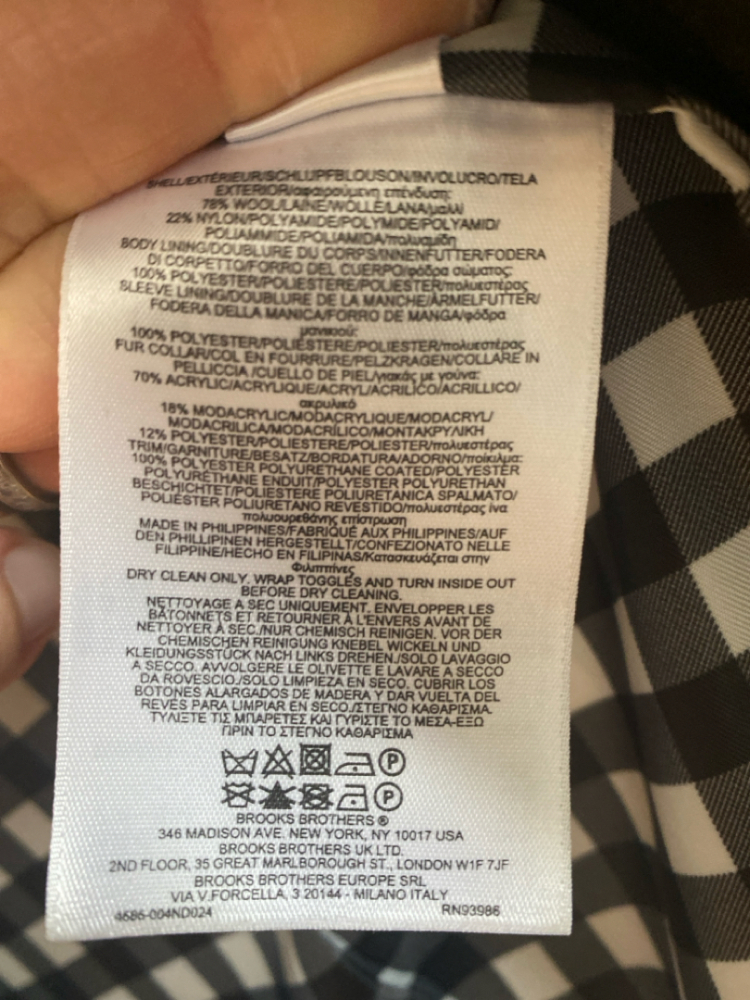 SHELL/EXTÉRIEUR/SCHLUPFBLOUSON/INVOLUCRO/TELA
EXTERIOR/αφαιρούμενη επένδυση:
78% WOOL/LAINE/WOLLE/LANA/μαλλί
22% NYLON/POLYAMIDE/POLYMIDE/POLYAMID/
POLIAMMIDE/POLIAMIDA/πολυαμίδη
BODY LINING/DOUBLURE DU CORPS/INNENFUTTER/FODERA
DI CORPETTO/FORRO DEL CUERPO/φόδρα σώματος:
100% POLYESTER/POLIESTERE/POLIESTER/πολυεστέρας
SLEEVE LINING/DOUBLURE DE LA MANCHE/ÄRMELFUTTER/
FODERA DELLA MANICA/FORRO DE MANGA/φόδρα
μανικιού:
100% POLYESTER/POLIESTERE/POLIESTER/πολυεστέρας
FUR COLLAR/COL EN FOURRURE/PELZKRAGEN/COLLARE IN
PELLICCIA /CUELLO DE PIEL/γιακάς με γούνα:
70% ACRYLIC/ACRYLIQUE/ACRYL/ACRILICO/ACRILLICO/
ακρυλικό
18% MODACRYLIC/MODACRYLIQUE/MODACRYL/
MODACRILICA/MODACRÍLICO/ΜΟΝΤΑΚΡΥ/ΛΙΚΗ
12% POLYESTER/POLIESTERE/POLIESTER/πολυεστέρας
TRIM/GARNITURE/BESATZ/BORDATURA/ADORNO/ποίκιλμα:
100% POLYESTER POLYURETHANE COATED/POLYESTER
POLYURÉTHANE ENDUIT/POLYESTER POLYURETHAN
BESCHICHTET/POLIESTERE POLIURETANICA SPALMATO/
POLIÉSTER POLIURETANO REVESTIDO/πολυεστέρας ίνα
πολυουρεθάνης επίστρωση
MADE IN PHILIPPINES/FABRIQUÉ AUX PHILIPPINES/AUF
DEN PHILLIPINEN HERGESTELLT/CONFEZIONATO NELLE
FILIPPINE/HECHO EN FILIPINAS/Κατασκευάζεται στην
Φιλιππίνες
DRY CLEAN ONLY. WRAP TOGGLES AND TURN INSIDE OUT
BEFORE DRY CLEANING.
NETTOYAGE A SEC UNIQUEMENT. ENVELOPPER LES
BÂTONNETS ET RETOURNER À L'ENVERS AVANT DE
NETTOYER À SEC./NUR CHEMISCH REINIGEN. VOR DER
CHEMISCHEN REINIGUNG KNEBEL WICKELN UND
KLEIDUNGSSTÜCK NACH LINKS DREHEN./SOLO LAVAGGIO
A SECCO. AVVOLGERE LE OLIVETTE E LAVARE A SECCO
DA ROVESCIO./SOLO LIMPIEZA EN SECO. CUBRIR LOS
BOTONES ALARGADOS DE MADERA Y DAR VUELTA DEL
REVÉS PARA LIMPIAR EN SECO./ΣΤΕΓΝΟ ΚΑΘΑΡΙΣΜΑ.
ΤΥΛΙΞΤΕ ΤΙΣ ΜΠΑΡΕΤΕΣ ΚΑΙ ΓΥΡΙΣΤΕ ΤΟ ΜΕΣΑ-ΕΞΩ
ΠΡΙΝ ΤΟ ΣΤΕΓΝΟ ΚΑΘΑΡΙΣΜΑ
P
P
BROOKS BROTHERS ®
346 MADISON AVE. NEW YORK, NY 10017 USA
BROOKS BROTHERS UK LTD.
2ND FLOOR, 35 GREAT MARLBOROUGH ST., LONDON W1F 7JF
BROOKS BROTHERS EUROPE SRL
VIA V.FORCELLA, 3 20144 - MILANO ITALY
4686-004ND024 RN93986